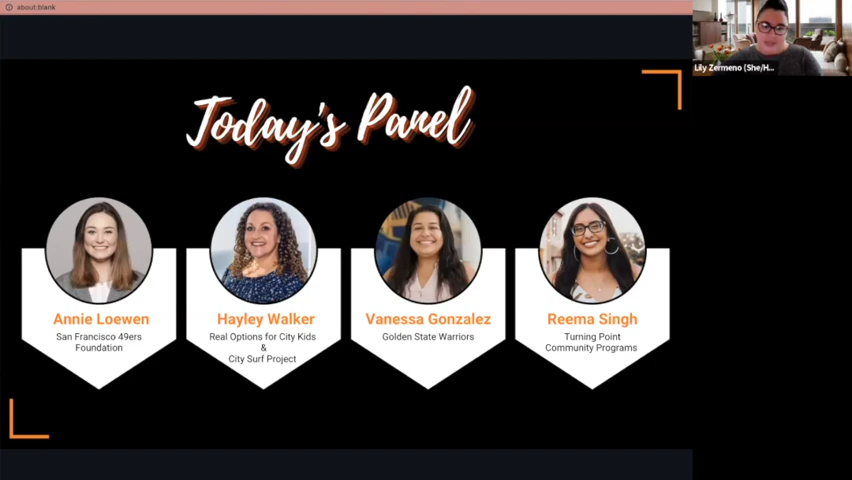 about:blank
Lily Zermeno (She/H...
Today's Panel
Annie Loewen
San Francisco 49ers
Foundation
Hayley Walker
Real Options for City Kids
&
City Surf Project
Vanessa Gonzalez
Golden State Warriors
Reema Singh
Turning Point
Community Programs